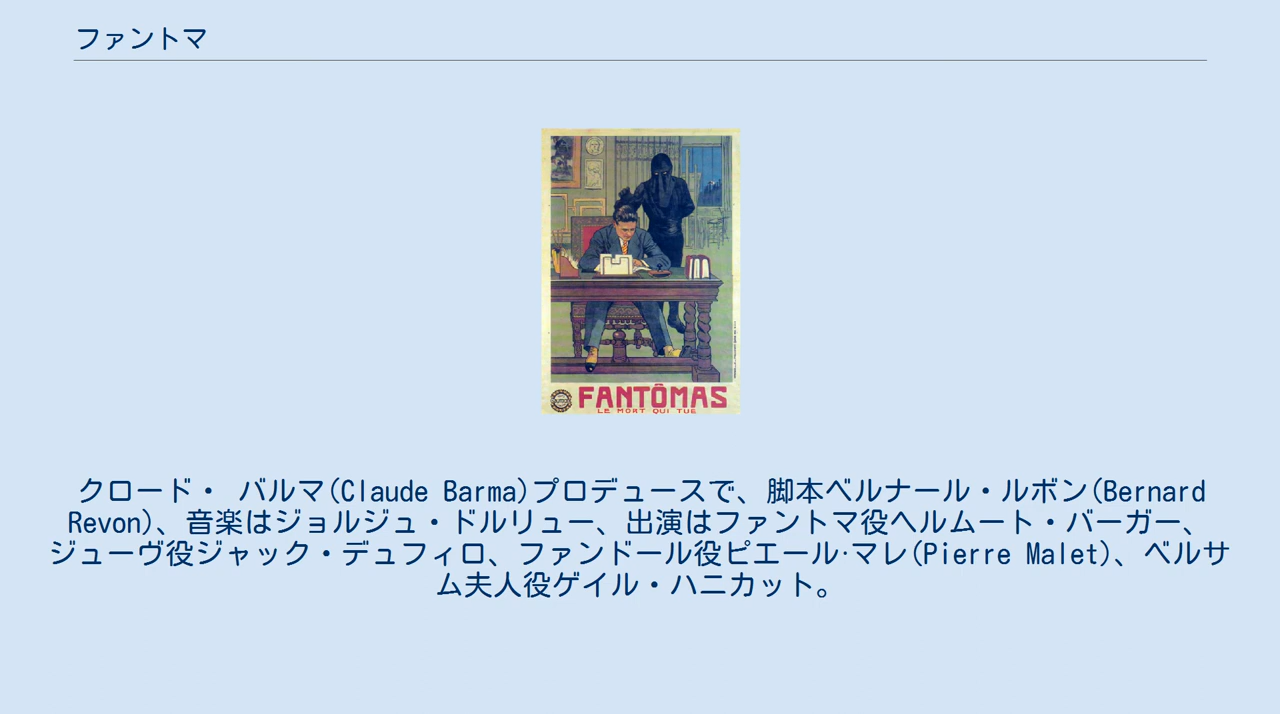 ファントマ
FANTÔMAS
LE MORT QUI TUE
クロード・ バルマ(Claude Barma)プロデュースで、脚本ベルナール・ルボン(Bernard
Revon)、音楽はジョルジュ・ドルリュー、出演はファントマ役ヘルムート・バーガー、
ジューヴ役ジャック・デュフィロ、ファンドール役ピエール·マレ(Pierre Malet)、ベルサ
ム夫人役ゲイル・ハニカット。